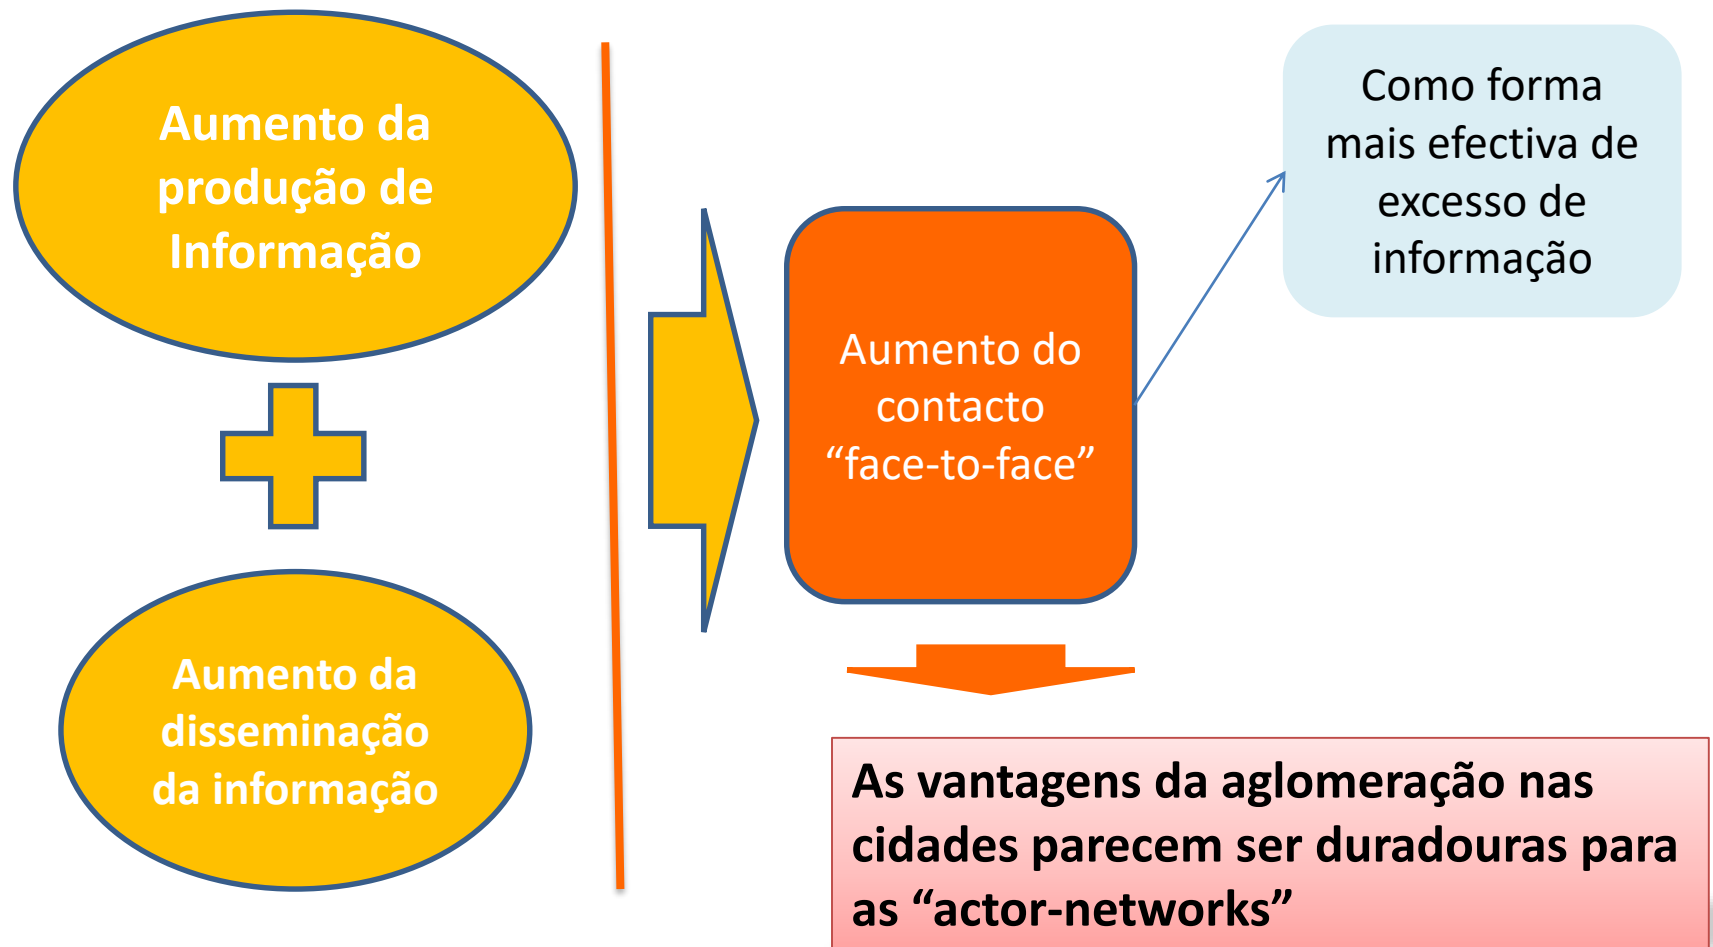 Aumento da
produção de
Informação
Aumento da
disseminação
da informação
Aumento do
contacto
“face-to-face”
Como forma
mais efectiva de
excesso de
informação
As vantagens da aglomeração nas
cidades parecem ser duradouras para
as “actor-networks”